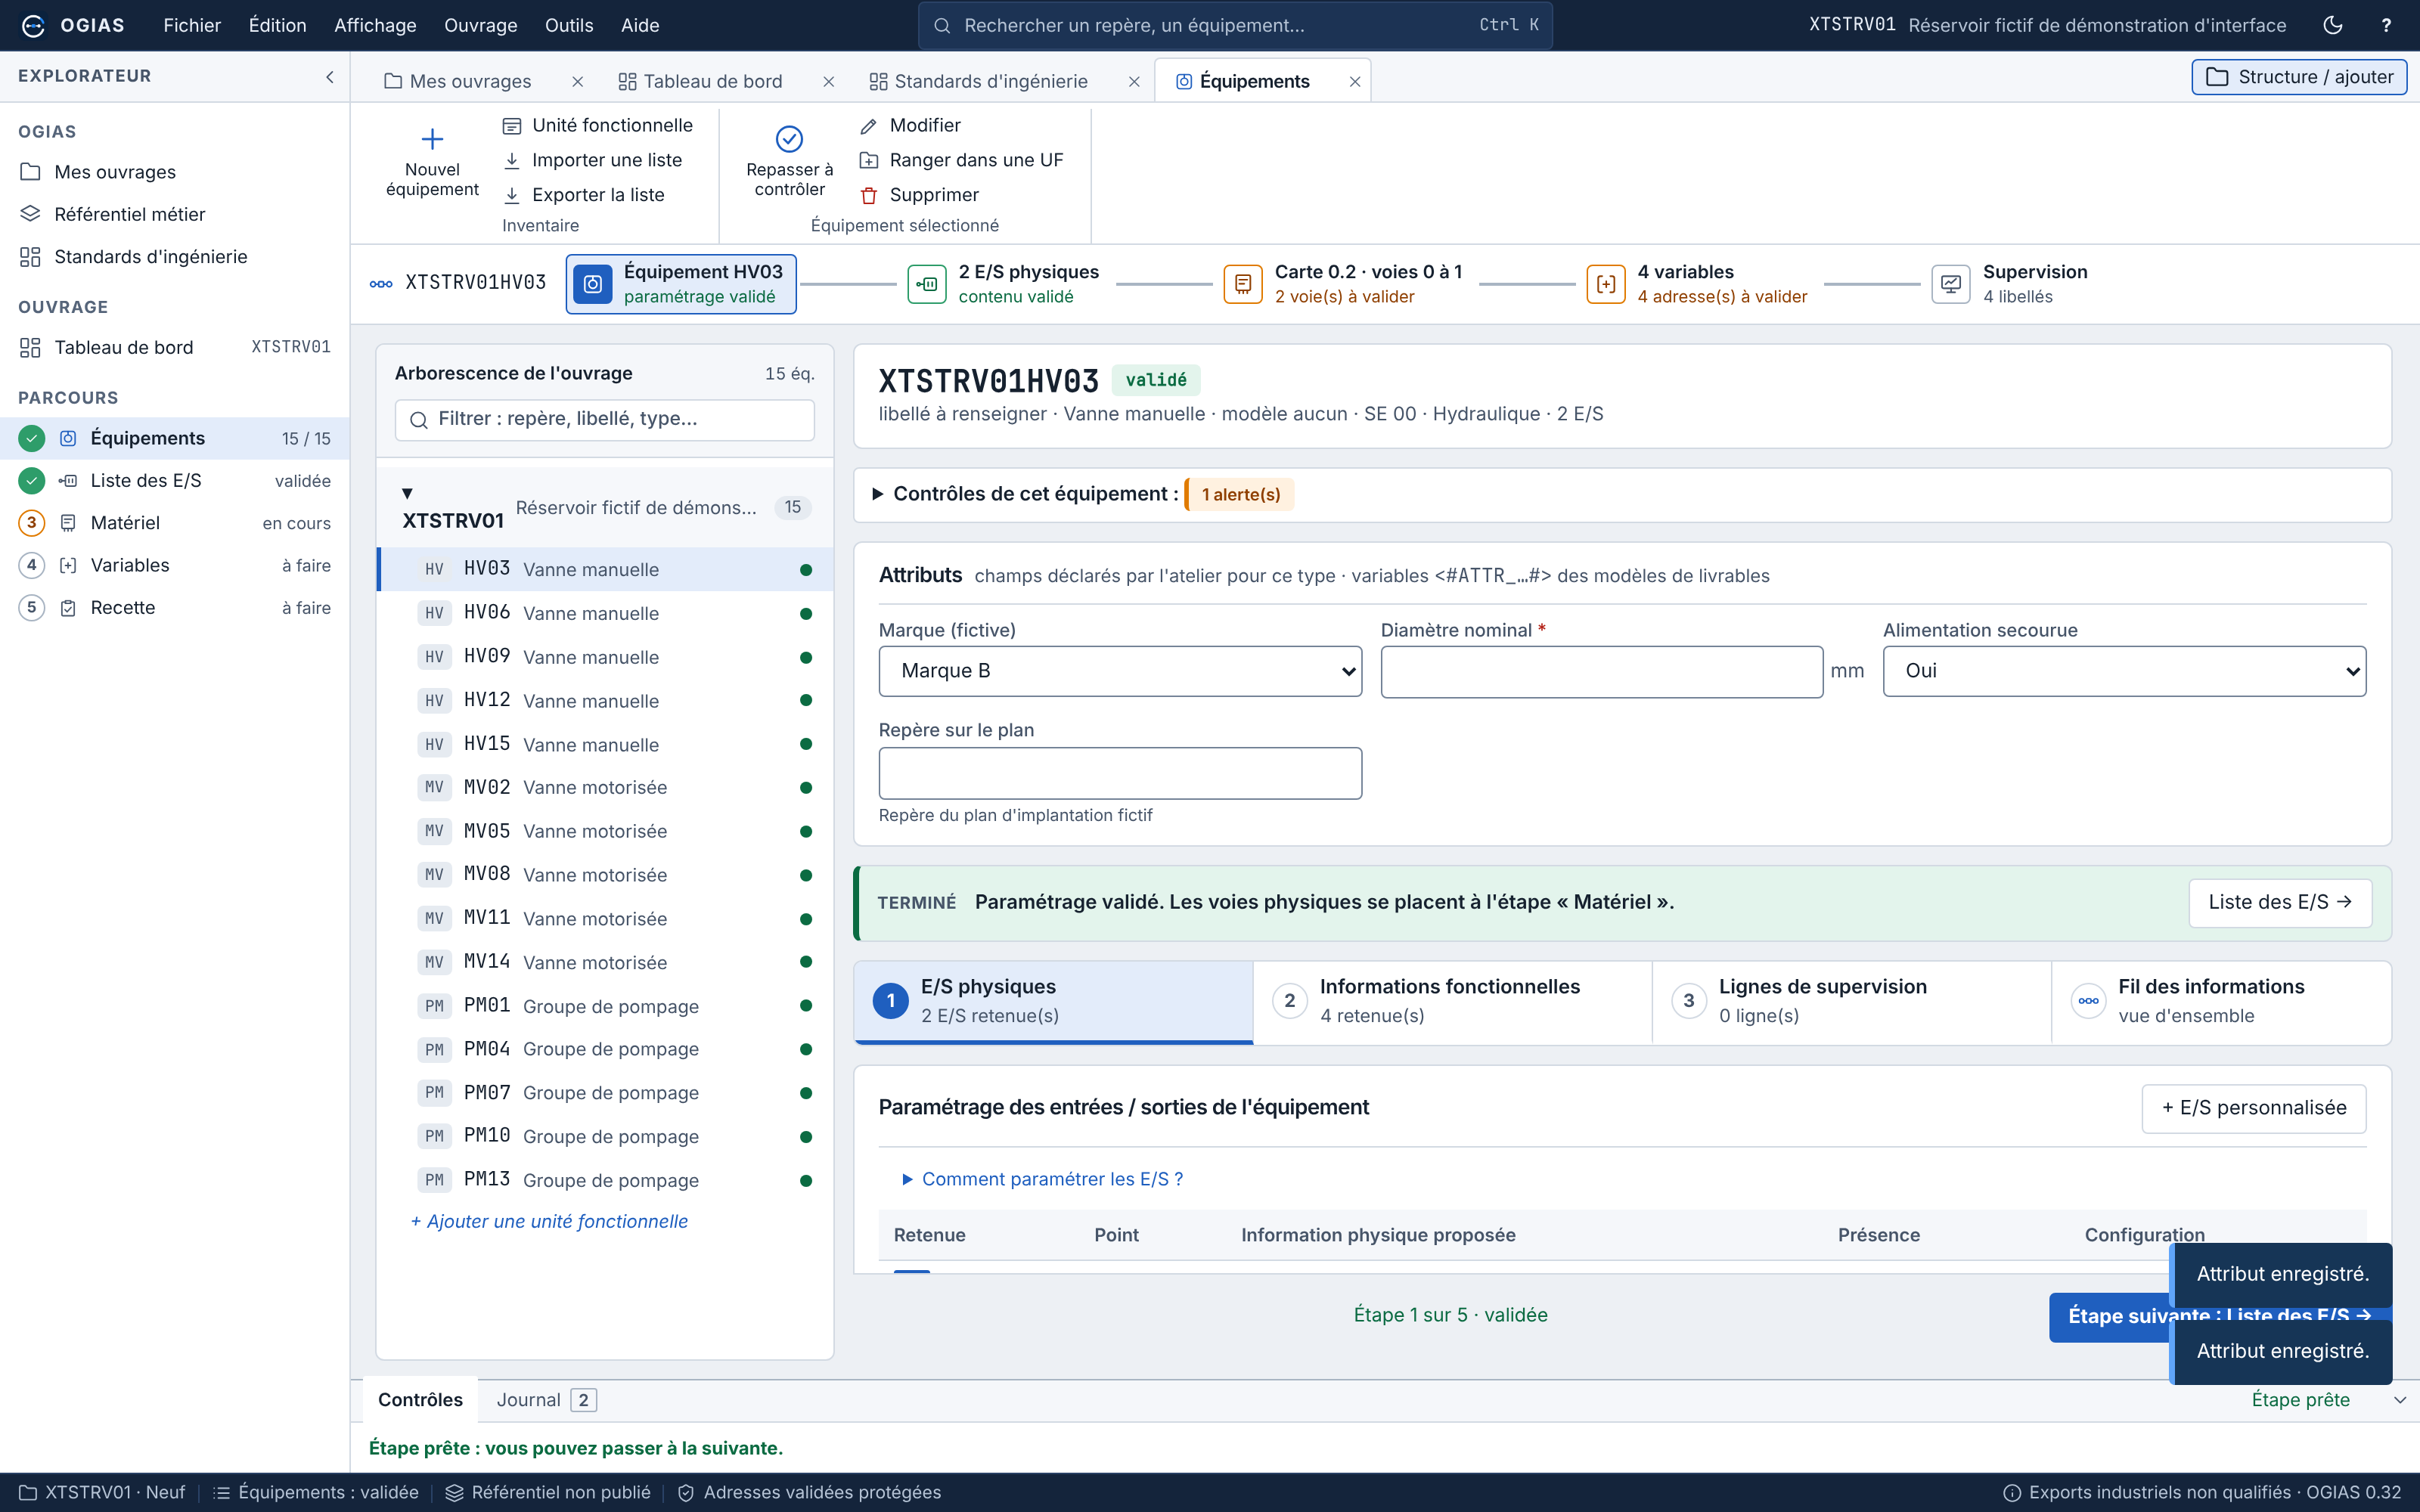 OGIAS Fichier Édition Affichage Ouvrage Outils Aide Rechercher un repère, un équipement... Ctrl K XTSTRV01 Réservoir fictif de démonstration d'interface ?
EXPLORATEUR
Mes ouvrages Tableau de bord Standards d'ingénierie Équipements Structure / ajouter
OGIAS
Mes ouvrages
Référentiel métier
Standards d'ingénierie
OUVRAGE
Tableau de bord XTSTRV01
PARCOURS
Équipements 15 / 15
Liste des E/S validée
3 Matériel en cours
4 Variables à faire
5 Recette à faire
Nouvel
équipement
Unité fonctionnelle
Importer une liste
Exporter la liste
Inventaire
Repasser à
contrôler
Modifier
Ranger dans une UF
Supprimer
Équipement sélectionné
XTSTRV01HV03
Équipement HV03
paramétrage validé
2 E/S physiques
contenu validé
Carte 0.2 · voies 0 à 1
2 voie(s) à valider
4 variables
4 adresse(s) à valider
Supervision
4 libellés
Arborescence de l'ouvrage 15 éq.
Filtrer : repère, libellé, type...
▼
XTSTRV01 Réservoir fictif de démons... 15
HV HV03 Vanne manuelle
HV HV06 Vanne manuelle
HV HV09 Vanne manuelle
HV HV12 Vanne manuelle
HV HV15 Vanne manuelle
MV MV02 Vanne motorisée
MV MV05 Vanne motorisée
MV MV08 Vanne motorisée
MV MV11 Vanne motorisée
MV MV14 Vanne motorisée
PM PM01 Groupe de pompage
PM PM04 Groupe de pompage
PM PM07 Groupe de pompage
PM PM10 Groupe de pompage
PM PM13 Groupe de pompage
+ Ajouter une unité fonctionnelle
XTSTRV01HV03 validé
libellé à renseigner · Vanne manuelle · modèle aucun · SE 00 · Hydraulique · 2 E/S
▶ Contrôles de cet équipement : 1 alerte(s)
Attributs champs déclarés par l'atelier pour ce type · variables <#ATTR_…#> des modèles de livrables
Marque (fictive) Diamètre nominal * Alimentation secourue
Marque B mm Oui
Repère sur le plan
Repère du plan d'implantation fictif
TERMINÉ Paramétrage validé. Les voies physiques se placent à l'étape « Matériel ». Liste des E/S →
1 E/S physiques
2 E/S retenue(s)
2 Informations fonctionnelles
4 retenue(s)
3 Lignes de supervision
0 ligne(s)
Fil des informations
vue d'ensemble
Paramétrage des entrées / sorties de l'équipement + E/S personnalisée
▶ Comment paramétrer les E/S ?
Retenue Point Information physique proposée Présence Configuration
Attribut enregistré.
Étape 1 sur 5 · validée Étape suivante : Liste des E/S →
Attribut enregistré.
Contrôles Journal 2 Étape prête
Étape prête : vous pouvez passer à la suivante.
XTSTRV01 · Neuf Équipements : validée Référentiel non publié Adresses validées protégées Exports industriels non qualifiés · OGIAS 0.32